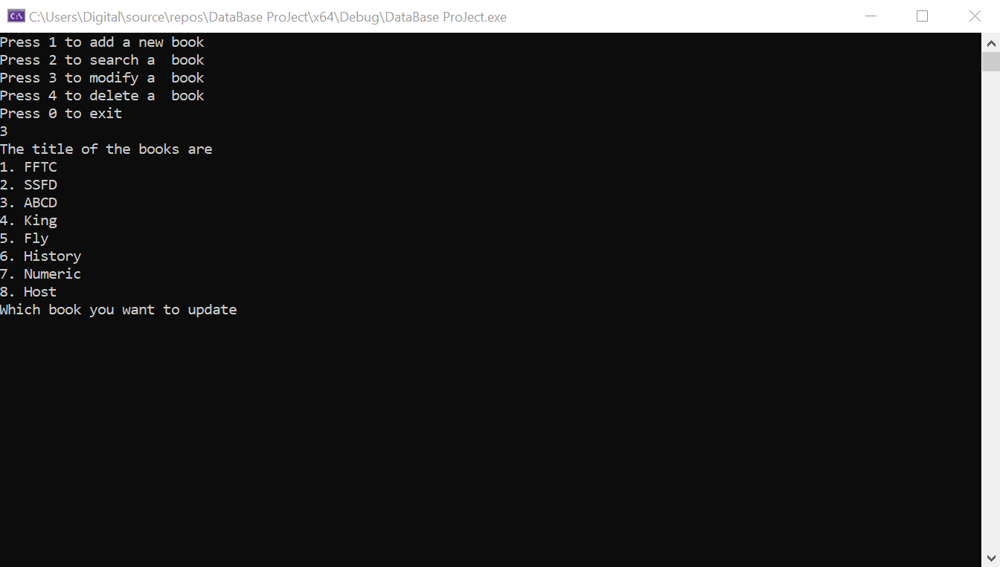 C:\Users\Digital\source\repos\DataBase ProJect\x64\Debug\DataBase ProJect.exe
Press 1 to add a new book
Press 2 to search a  book
Press 3 to modify a  book
Press 4 to delete a  book
Press 0 to exit
3
The title of the books are
1. FFTC
2. SSFD
3. ABCD
4. King
5. Fly
6. History
7. Numeric
8. Host
Which book you want to update